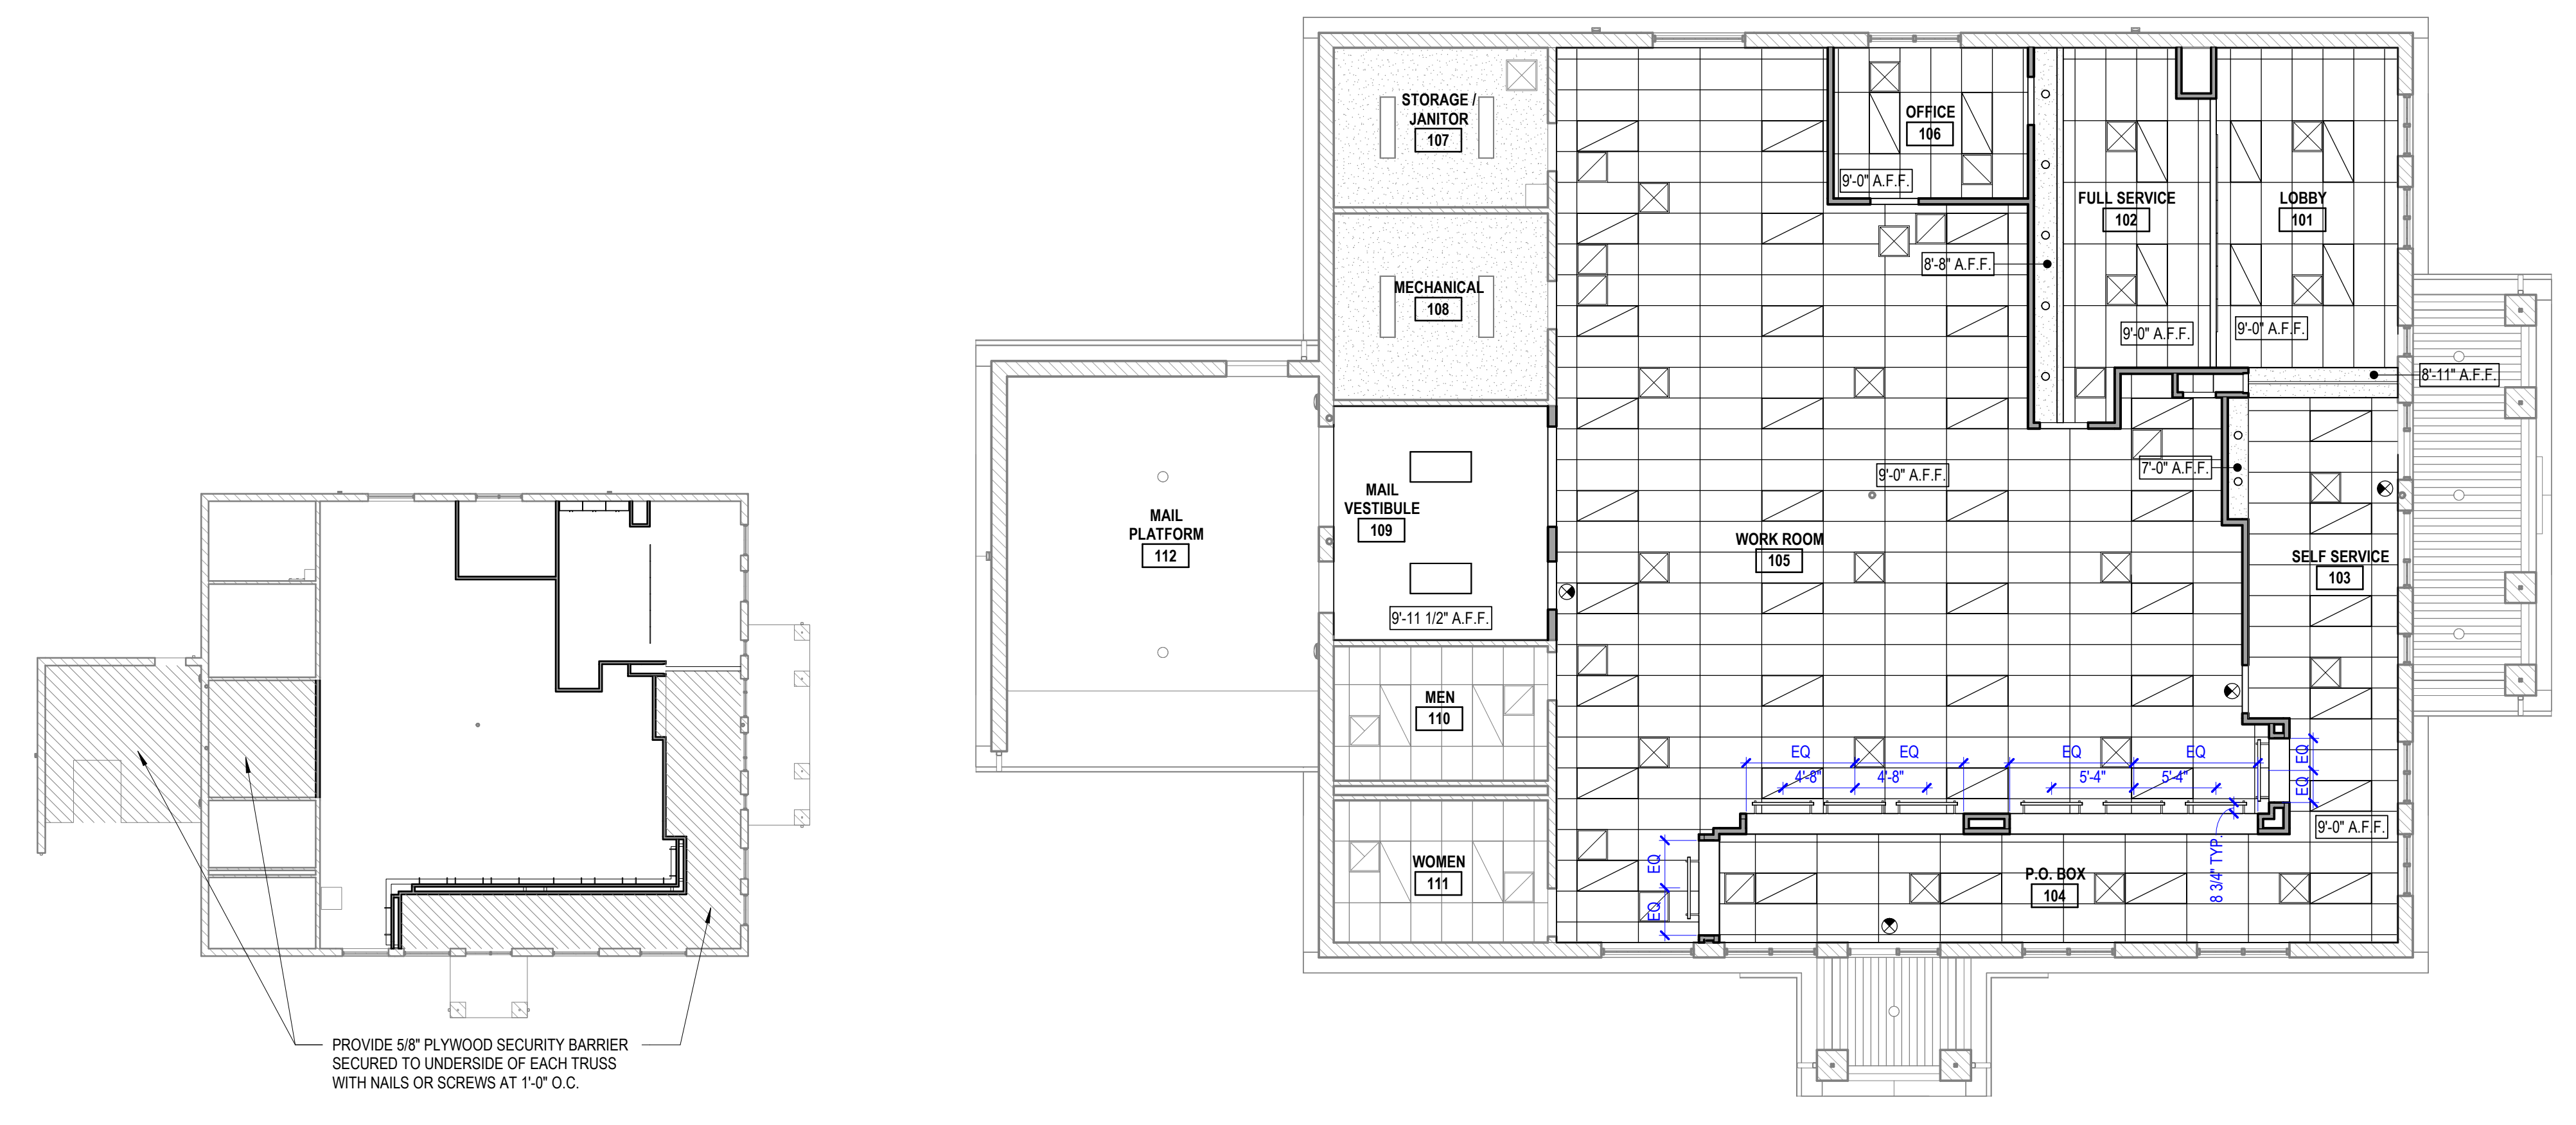 STORAGE /
JANITOR
107
OFFICE
106
9'-0" A.F.F.
FULL SERVICE
102
LOBBY
101
8'-8" A.F.F.
MECHANICAL
108
9'-0" A.F.F.
9'-0" A.F.F.
8'-11" A.F.F.
MAIL
PLATFORM
112
MAIL
VESTIBULE
109
9'-11 1/2" A.F.F.
9'-0" A.F.F.
7'-0" A.F.F.
WORK ROOM
105
SELF SERVICE
103
MEN
110
EQ
EQ
EQ
EQ
4'-8"
4'-8"
5'-4"
5'-4"
EQ
EQ
9'-0" A.F.F.
WOMEN
111
EQ
EQ
P.O. BOX
104
8 3/4" TYP.
PROVIDE 5/8" PLYWOOD SECURITY BARRIER
SECURED TO UNDERSIDE OF EACH TRUSS
WITH NAILS OR SCREWS AT 1'-0" O.C.